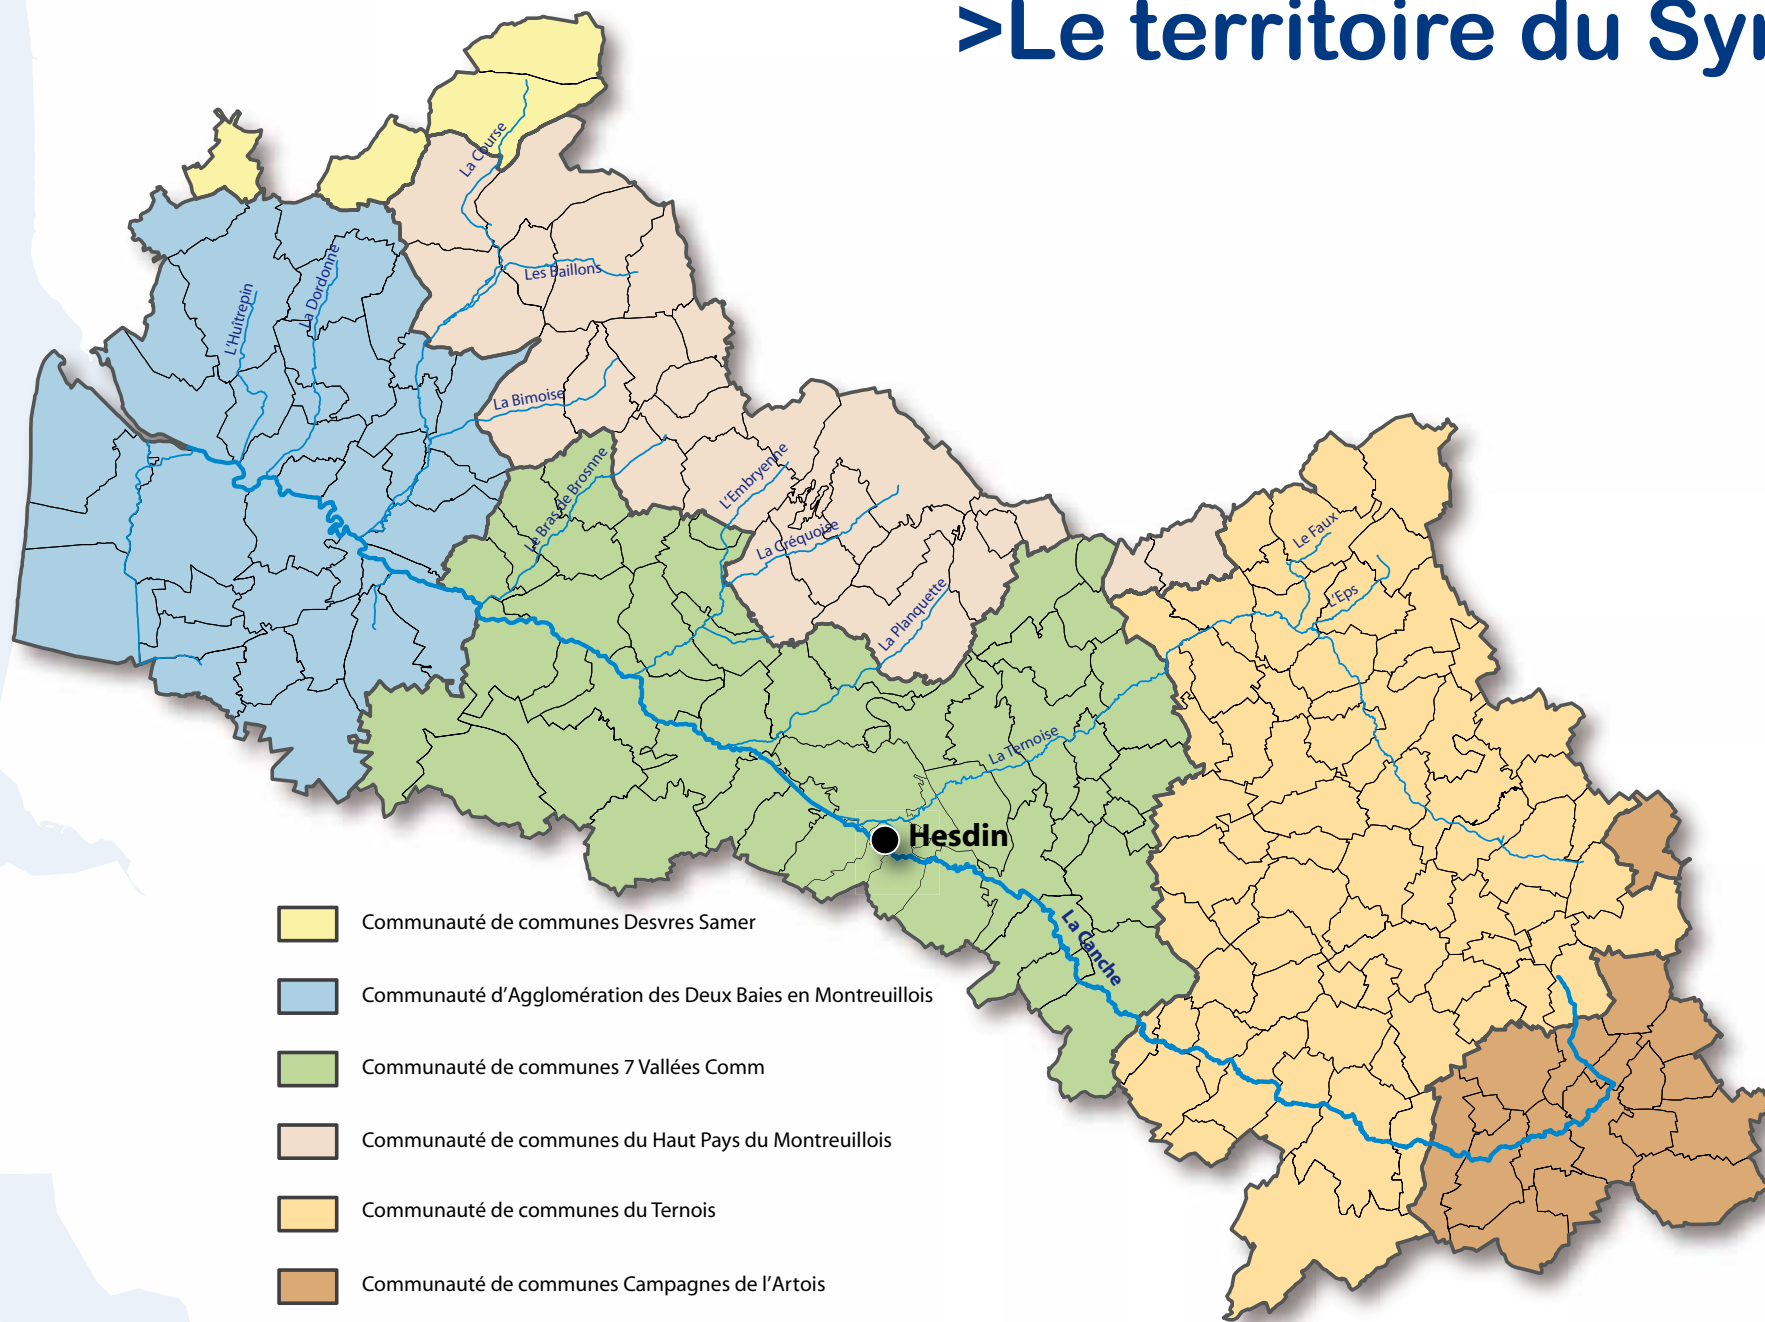 >Le territoire du Sy
La Course
Les Baillons
La Dordonne
L'Huîtrepin
La Bimoise
Le Bras de Brosnne
L'Embryenne
La Créquoise
La Planquette
Le Faux
L'Eps
La Ternoise
Hesdin
La Canche
Communauté de communes Desvres Samer
Communauté d'Agglomération des Deux Baies en Montreuillois
Communauté de communes 7 Vallées Comm
Communauté de communes du Haut Pays du Montreuillois
Communauté de communes du Ternois
Communauté de communes Campagnes de l'Artois